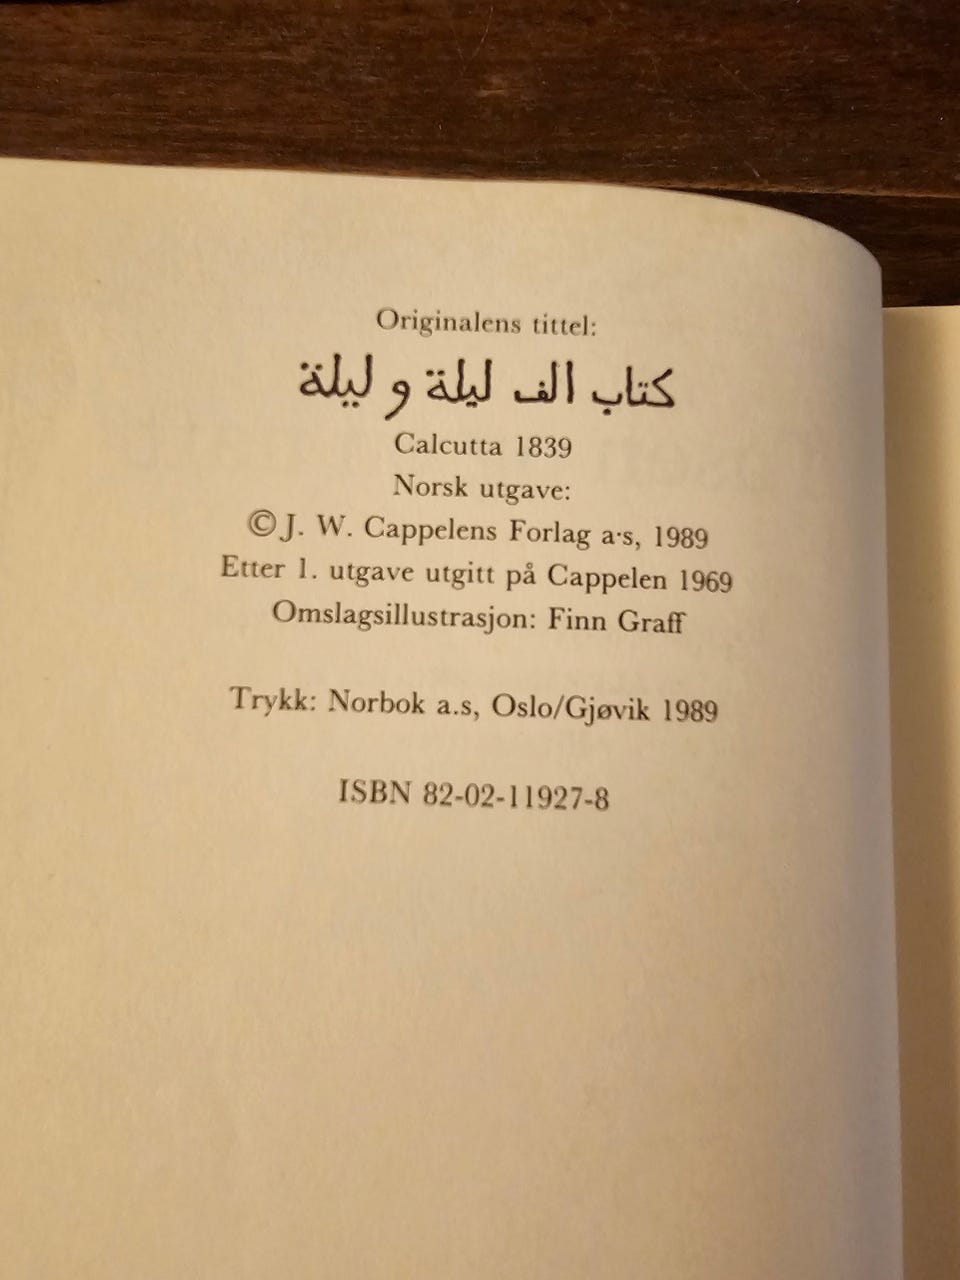 Originalens tittel:
كتاب الف ليلة و ليلة
Calcutta 1839
Norsk utgave:
© J. W. Cappelens Forlag a·s, 1989
Etter 1. utgave utgitt på Cappelen 1969
Omslagsillustrasjon: Finn Graff
Trykk: Norbok a.s, Oslo/Gjøvik 1989
ISBN 82-02-11927-8